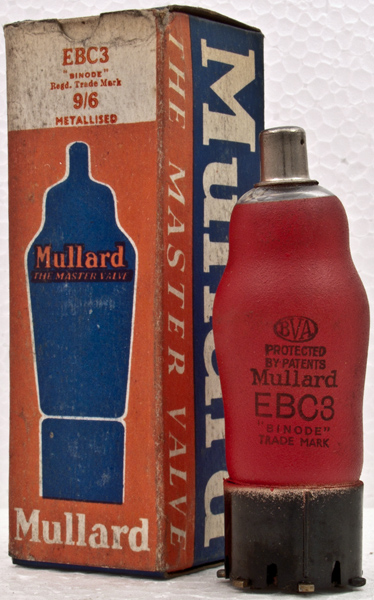 EBC3
"BINODE"
Regd. Trade Mark
9/6
METALLISED
Mullard
THE MASTER VALVE
Mullard
THE MASTER VALVE
Mullard
BVA
PROTECTED
BY PATENTS
Mullard
EBC3
"BINODE"
TRADE MARK